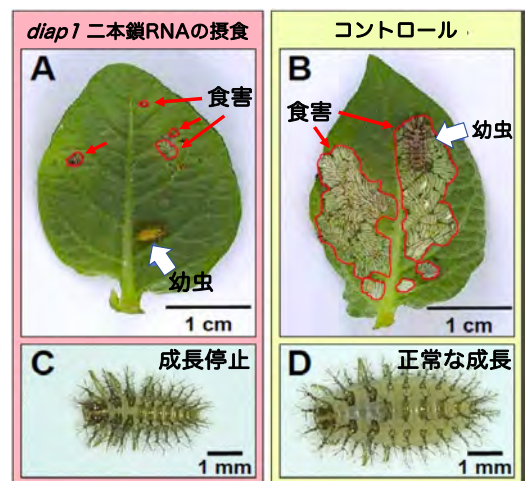 diap1 二本鎖RNAの摂食
コントロール
A
食害
幼虫
1 cm
B
食害
幼虫
1 cm
C
成長停止
1 mm
D
正常な成長
1 mm